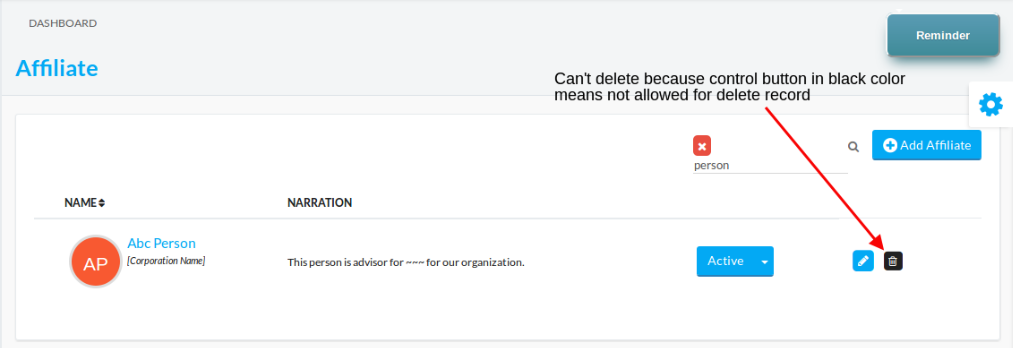 DASHBOARD
Reminder
Affiliate
Can't delete because control button in black color
means not allowed for delete record
Add Affiliate
person
NAME
NARRATION
AP
Abc Person
[Corporation Name]
This person is advisor for ~~~ for our organization.
Active